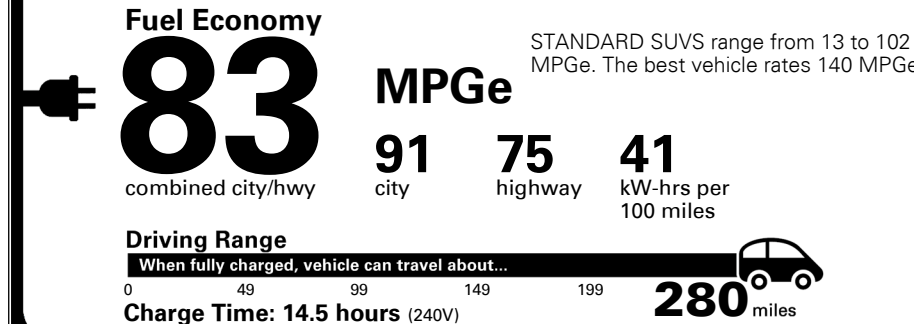 Fuel Economy
83
combined city/hwy
MPGe
STANDARD SUVS range from 13 to 102
MPGe. The best vehicle rates 140 MPGe
91 75 41
city highway kW-hrs per
100 miles
Driving Range
When fully charged, vehicle can travel about...
0 49 99 149 199 280 miles
Charge Time: 14.5 hours (240V)